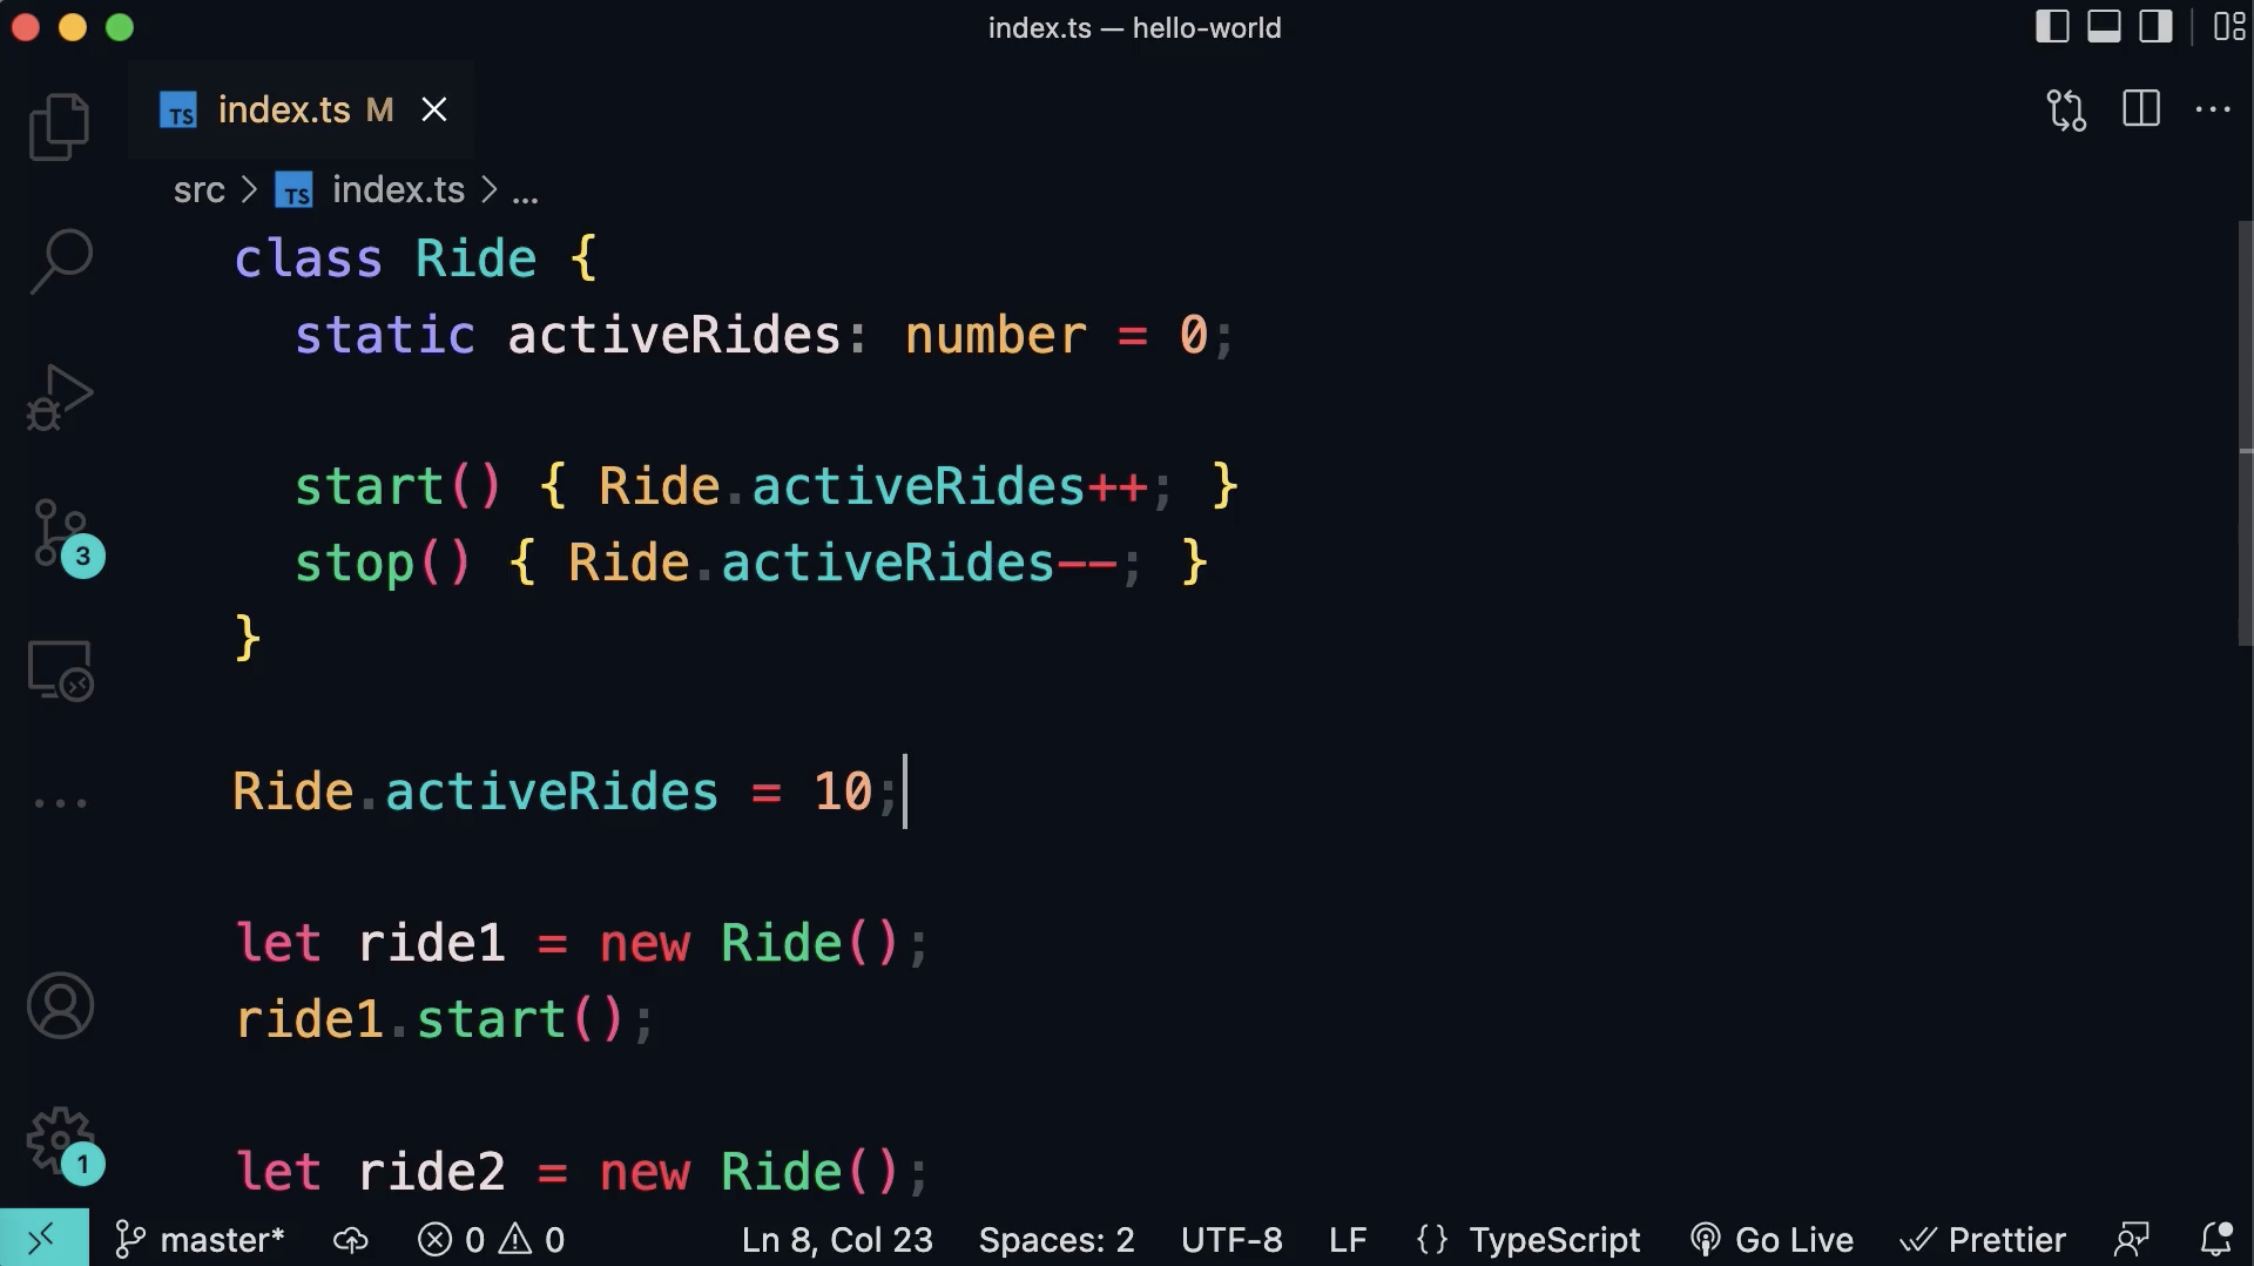 index.ts — hello-world
TS index.ts M
src > TS index.ts > ...
class Ride {
static activeRides: number = 0;
start() { Ride.activeRides++; }
stop() { Ride.activeRides--; }
}
Ride.activeRides = 10;
let ride1 = new Ride();
ride1.start();
let ride2 = new Ride();
3
1
master* 0 0 Ln 8, Col 23 Spaces: 2 UTF-8 LF {} TypeScript Go Live Prettier